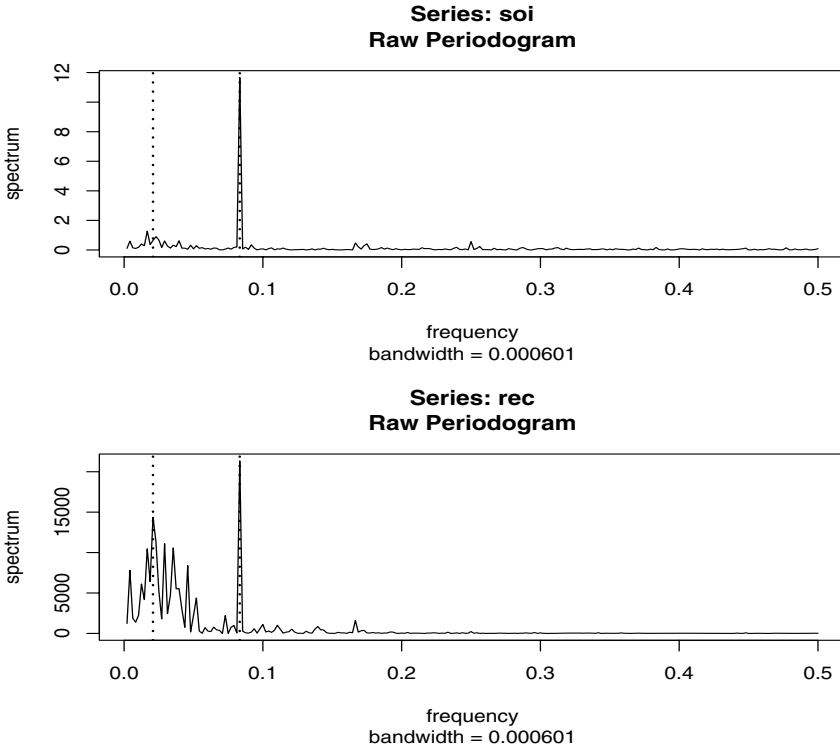 Series: soi
Raw Periodogram
spectrum
12
8
6
4
2
0
0.0 0.1 0.2 0.3 0.4 0.5
frequency
bandwidth = 0.000601
Series: rec
Raw Periodogram
spectrum
15000
5000
0
0.0 0.1 0.2 0.3 0.4 0.5
frequency
bandwidth = 0.000601